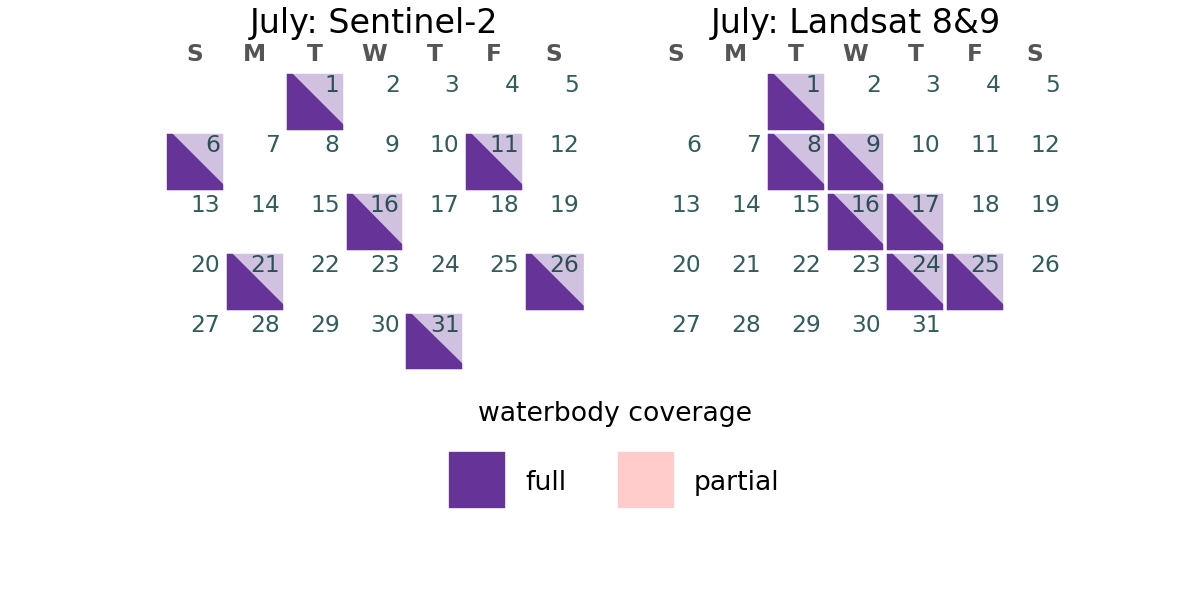 July: Sentinel-2
S M T W T F S
1 2 3 4 5
6 7 8 9 10 11 12
13 14 15 16 17 18 19
20 21 22 23 24 25 26
27 28 29 30 31
July: Landsat 8&9
S M T W T F S
1 2 3 4 5
6 7 8 9 10 11 12
13 14 15 16 17 18 19
20 21 22 23 24 25 26
27 28 29 30 31
waterbody coverage
full partial